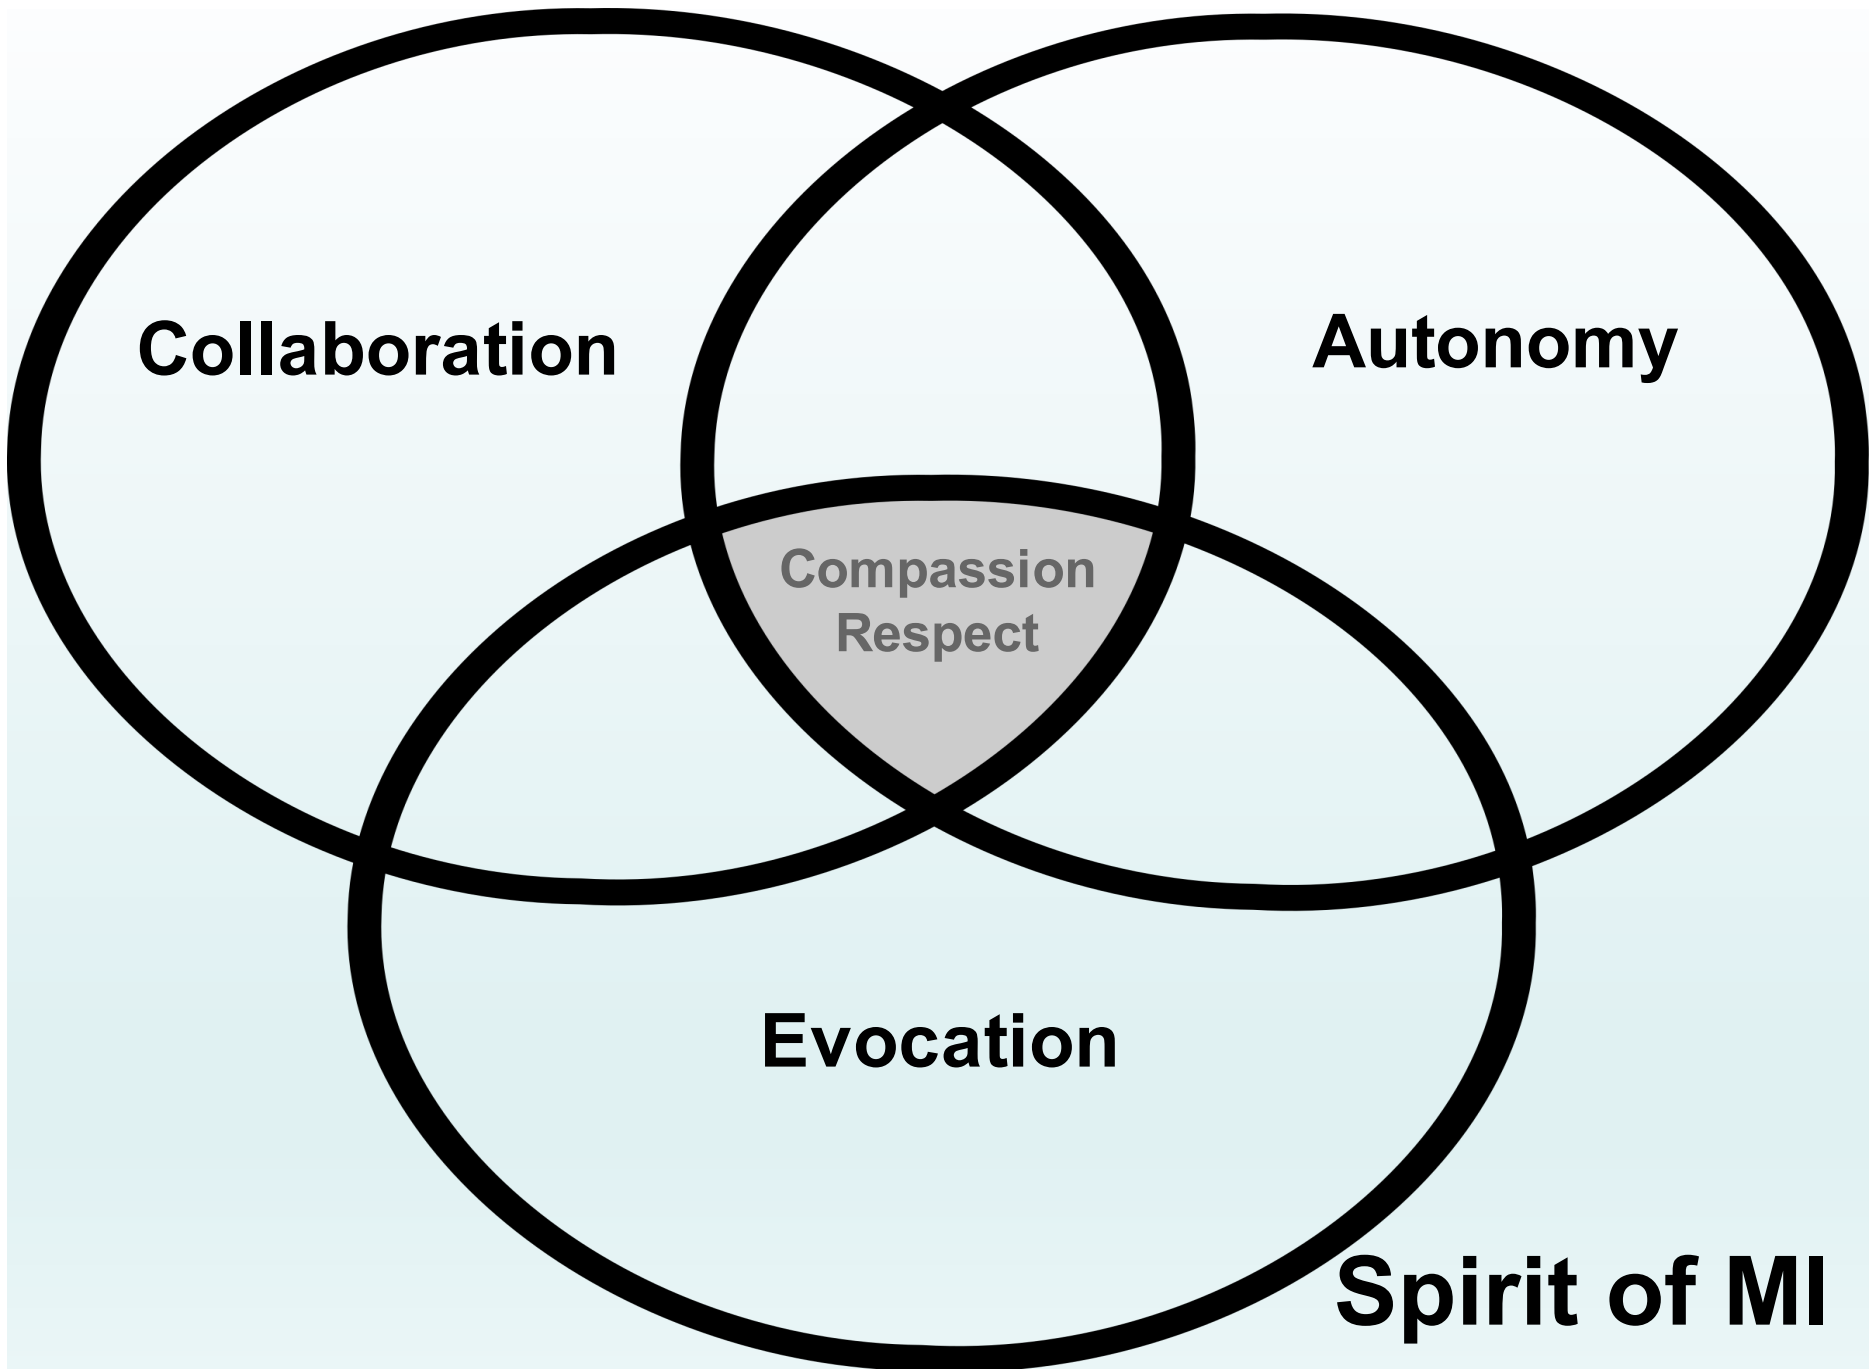 Collaboration
Autonomy
Compassion
Respect
Evocation
Spirit of MI